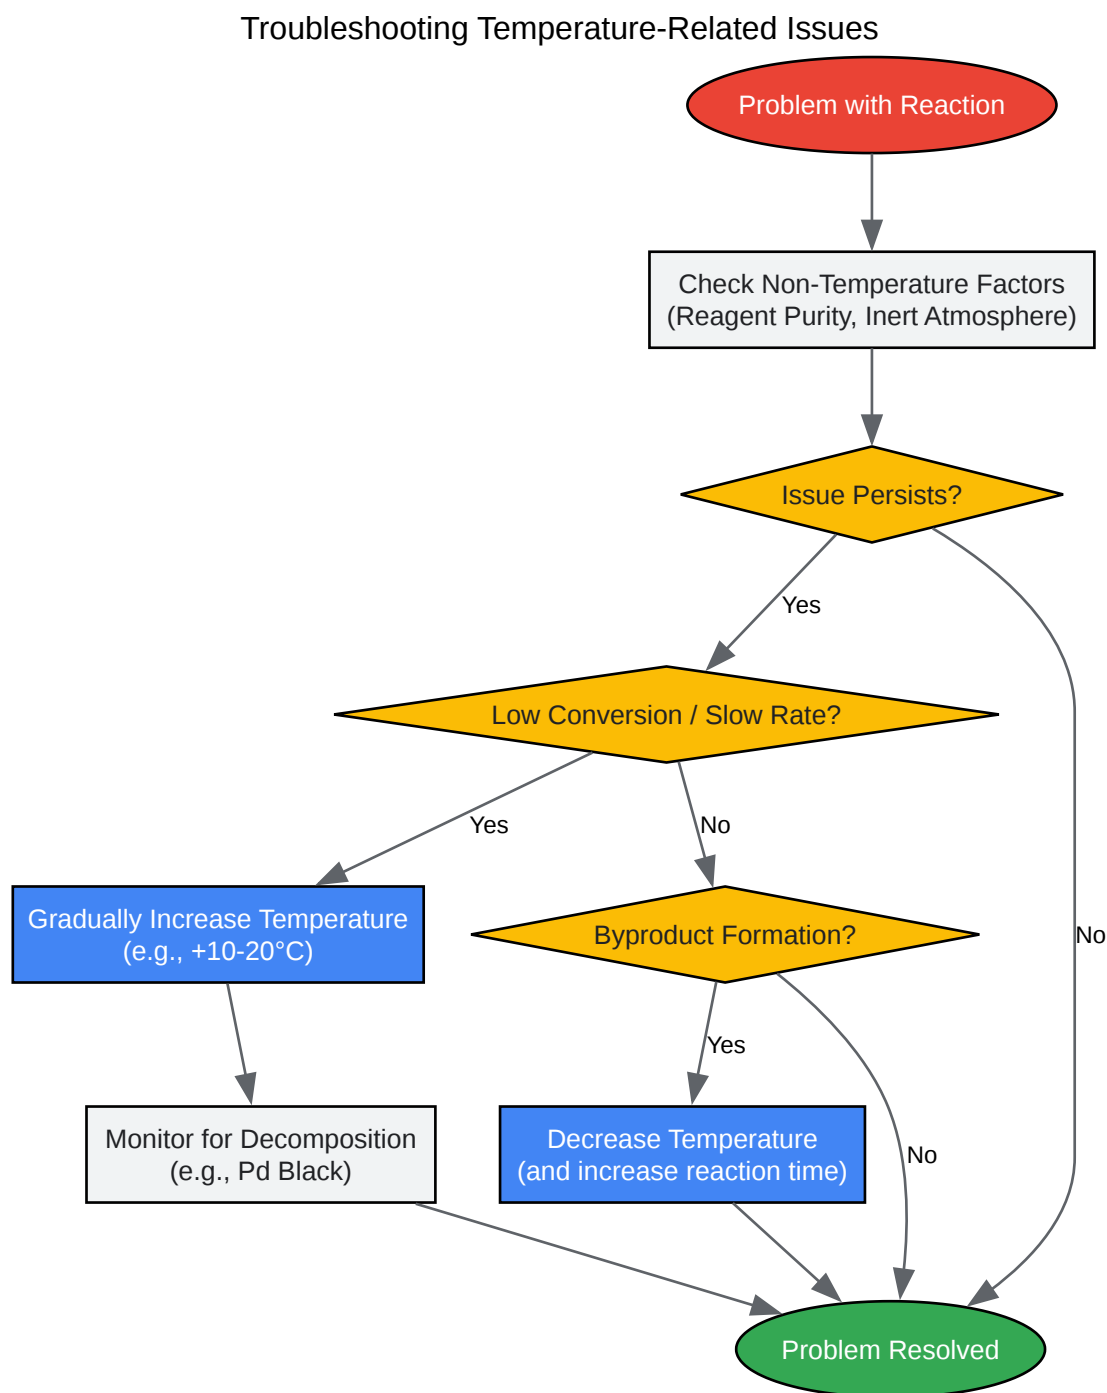 Troubleshooting Temperature-Related Issues
Problem with Reaction
Check Non-Temperature Factors
(Reagent Purity, Inert Atmosphere)
Issue Persists?
Yes
Low Conversion / Slow Rate?
Yes
No
Gradually Increase Temperature
(e.g., +10-20°C)
Byproduct Formation?
No
Yes
Monitor for Decomposition
(e.g., Pd Black)
Decrease Temperature
(and increase reaction time)
No
Problem Resolved